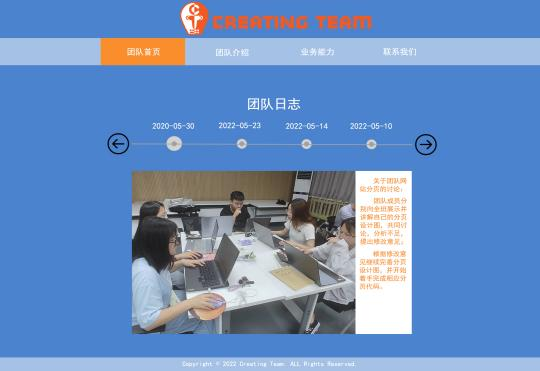 CREATING TEAM
团队首页 团队介绍 业务能力 联系我们
团队日志
2020-05-30 2022-05-23 2022-05-14 2022-05-10
关于团队网
站分页的讨论：
团队成员分
别向全班展示并
讲解自己的分页
设计图，共同讨
论，分析不足，
提出修改意见；
根据修改意
见继续完善分页
设计图，并开始
着手完成相应分
页代码。
Copyright © 2022 Creating Team. ALL Rights Reserved.